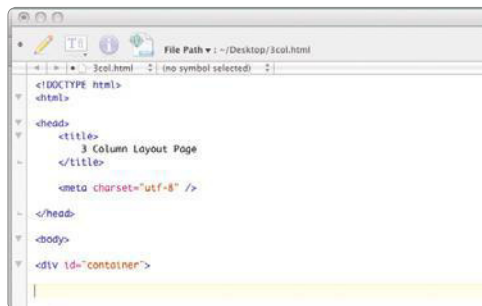 File Path ▾ : ~/Desktop/3col.html
3col.html (no symbol selected)
<!DOCTYPE html>
<html>
<head>
<title>
3 Column Layout Page
</title>
<meta charset="utf-8" />
</head>
<body>
<div id="container">